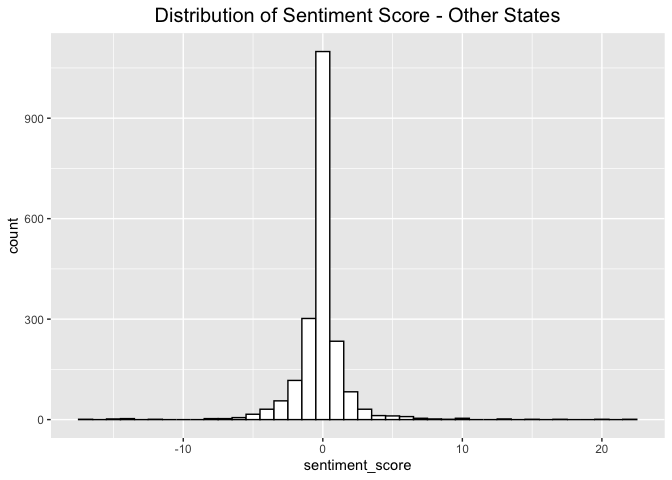 Distribution of Sentiment Score - Other States
count
900
600
300
0
-10 0 10 20
sentiment_score